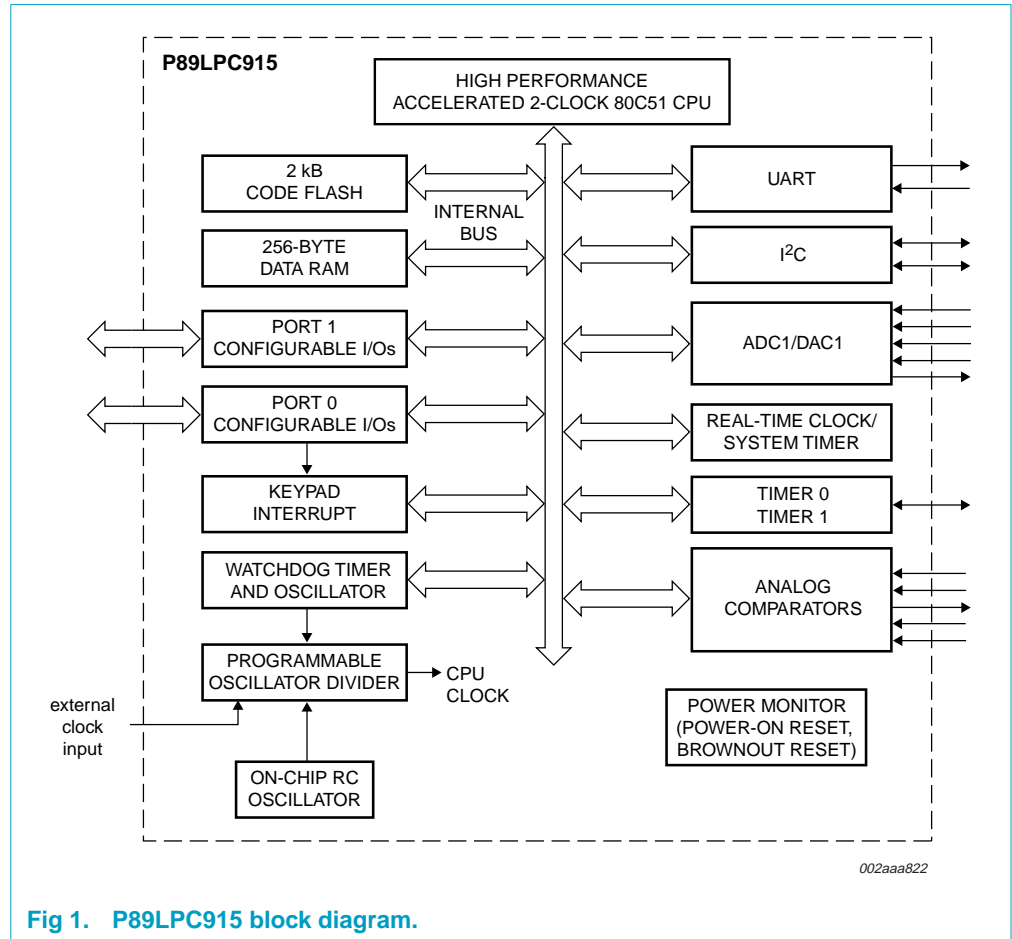 P89LPC915
HIGH PERFORMANCE
ACCELERATED 2-CLOCK 80C51 CPU
2 kB
CODE FLASH
INTERNAL
BUS
256-BYTE
DATA RAM
PORT 1
CONFIGURABLE I/Os
PORT 0
CONFIGURABLE I/Os
KEYPAD
INTERRUPT
WATCHDOG TIMER
AND OSCILLATOR
PROGRAMMABLE
OSCILLATOR DIVIDER
CPU
CLOCK
external
clock
input
ON-CHIP RC
OSCILLATOR
UART
I²C
ADC1/DAC1
REAL-TIME CLOCK/
SYSTEM TIMER
TIMER 0
TIMER 1
ANALOG
COMPARATORS
POWER MONITOR
(POWER-ON RESET,
BROWNOUT RESET)
002aaa822
Fig 1. P89LPC915 block diagram.